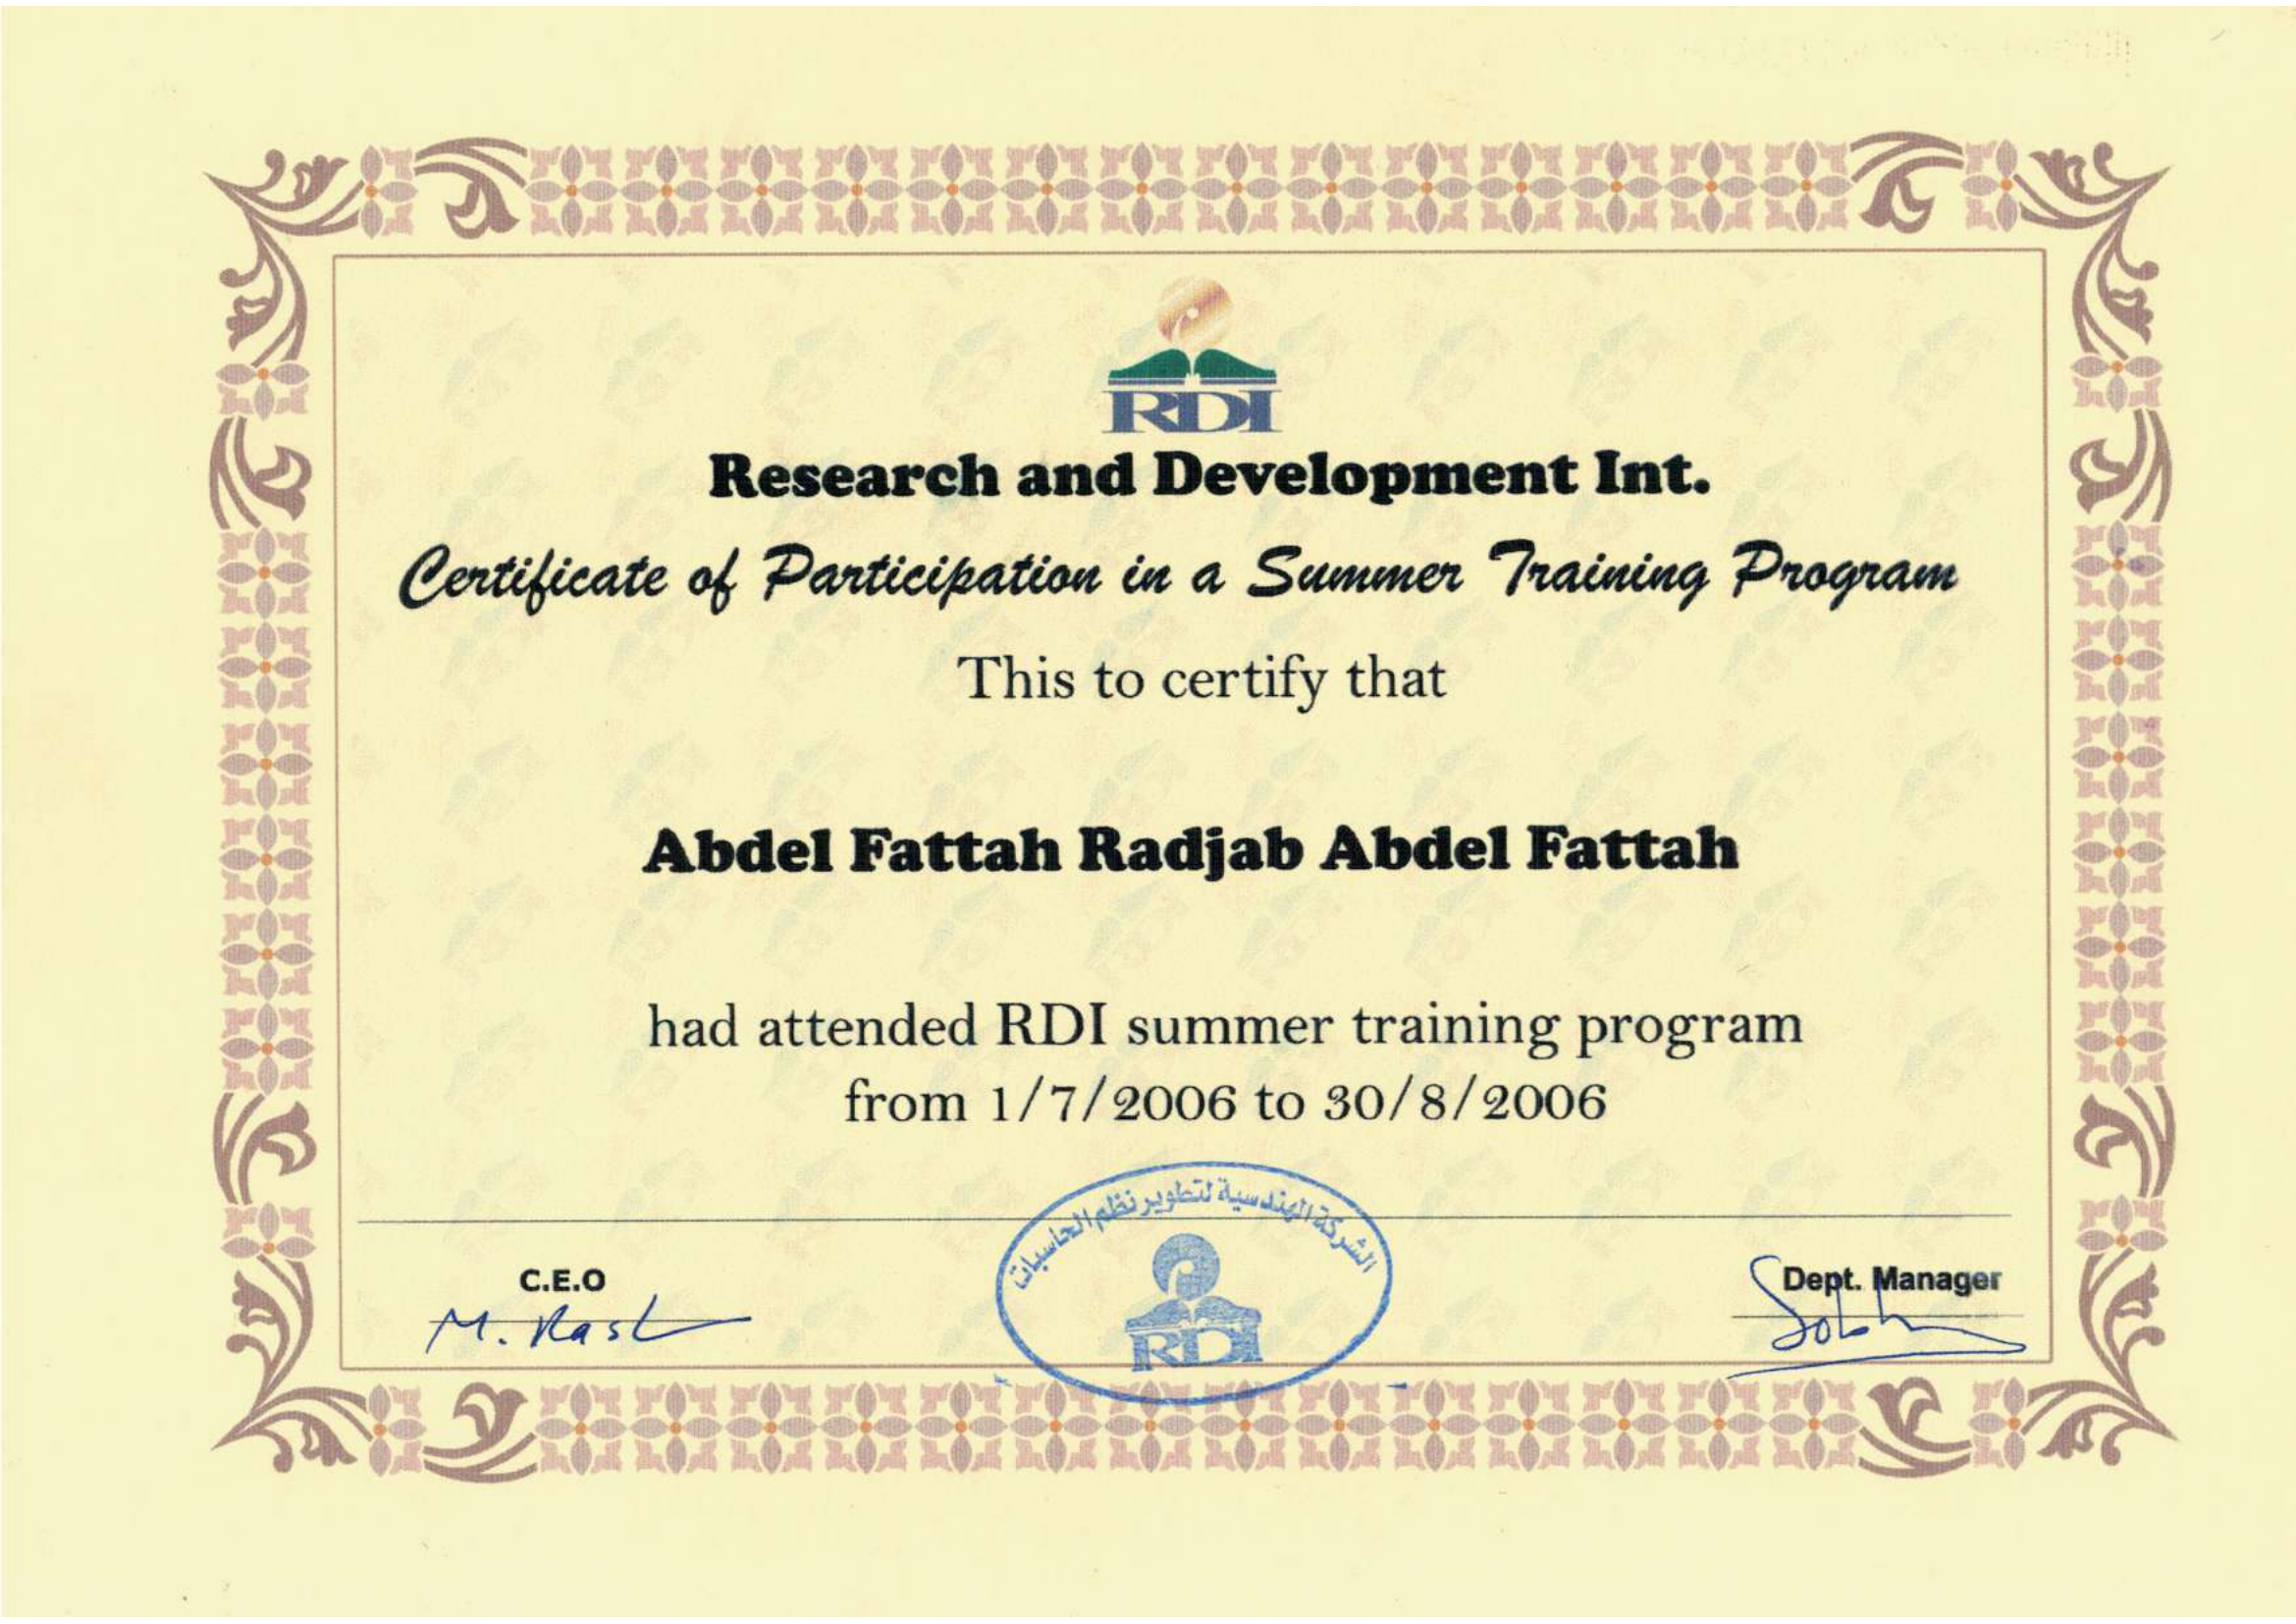 RDI
Research and Development Int.
Certificate of Participation in a Summer Training Program
This to certify that
Abdel Fattah Radjab Abdel Fattah
had attended RDI summer training program
from 1/7/2006 to 30/8/2006
الشركة الهندسية لتطوير نظم الحاسبات
RDI
C.E.O
M. Rash
Dept. Manager